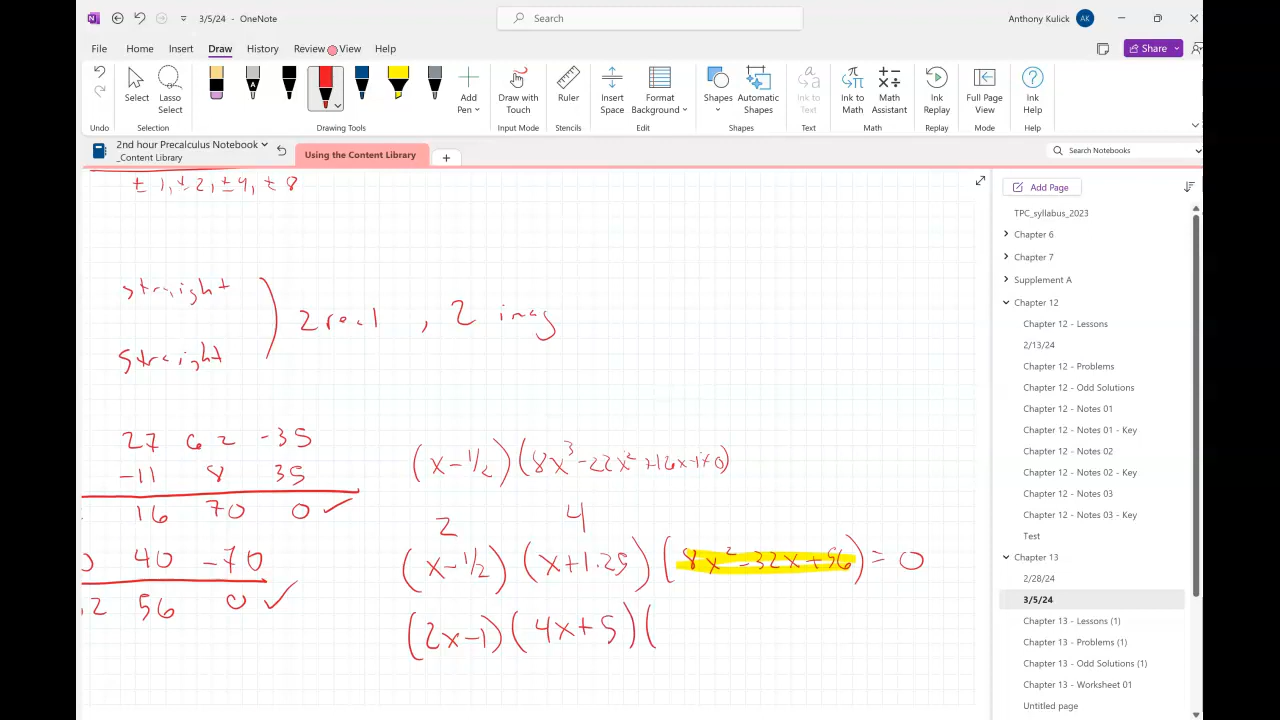 3/5/24 - OneNote
Search
Anthony Kulick
AK
File Home Insert Draw History Review View Help
Share
Select
Lasso Select
Add Pen
Draw with Touch
Ruler
Insert Space
Format Background
Shapes
Automatic Shapes
Ink to Text
Ink to Math
Math Assistant
Ink Replay
Full Page View
Ink Help
Undo Selection Drawing Tools Input Mode Stencils Edit Shapes Text Math Replay Mode Help
2nd hour Precalculus Notebook
_Content Library
Using the Content Library
+
Search Notebooks
Add Page
TPC_syllabus_2023
Chapter 6
Chapter 7
Supplement A
Chapter 12
Chapter 12 - Lessons
2/13/24
Chapter 12 - Problems
Chapter 12 - Odd Solutions
Chapter 12 - Notes 01
Chapter 12 - Notes 01 - Key
Chapter 12 - Notes 02
Chapter 12 - Notes 02 - Key
Chapter 12 - Notes 03
Chapter 12 - Notes 03 - Key
Test
Chapter 13
2/28/24
3/5/24
Chapter 13 - Lessons (1)
Chapter 13 - Problems (1)
Chapter 13 - Odd Solutions (1)
Chapter 13 - Worksheet 01
Untitled page
± 1, ± 2, ± 4, ± 8
straight
straight
) 2 real , 2 imag
27 62 -35
-11 8 35
16 70 0 ✓
0 40 -70
2 56 0 ✓
2 4
(x-1/2)(x+1.25)(8x²-32x+56)=0
(2x-1)(4x+5)(